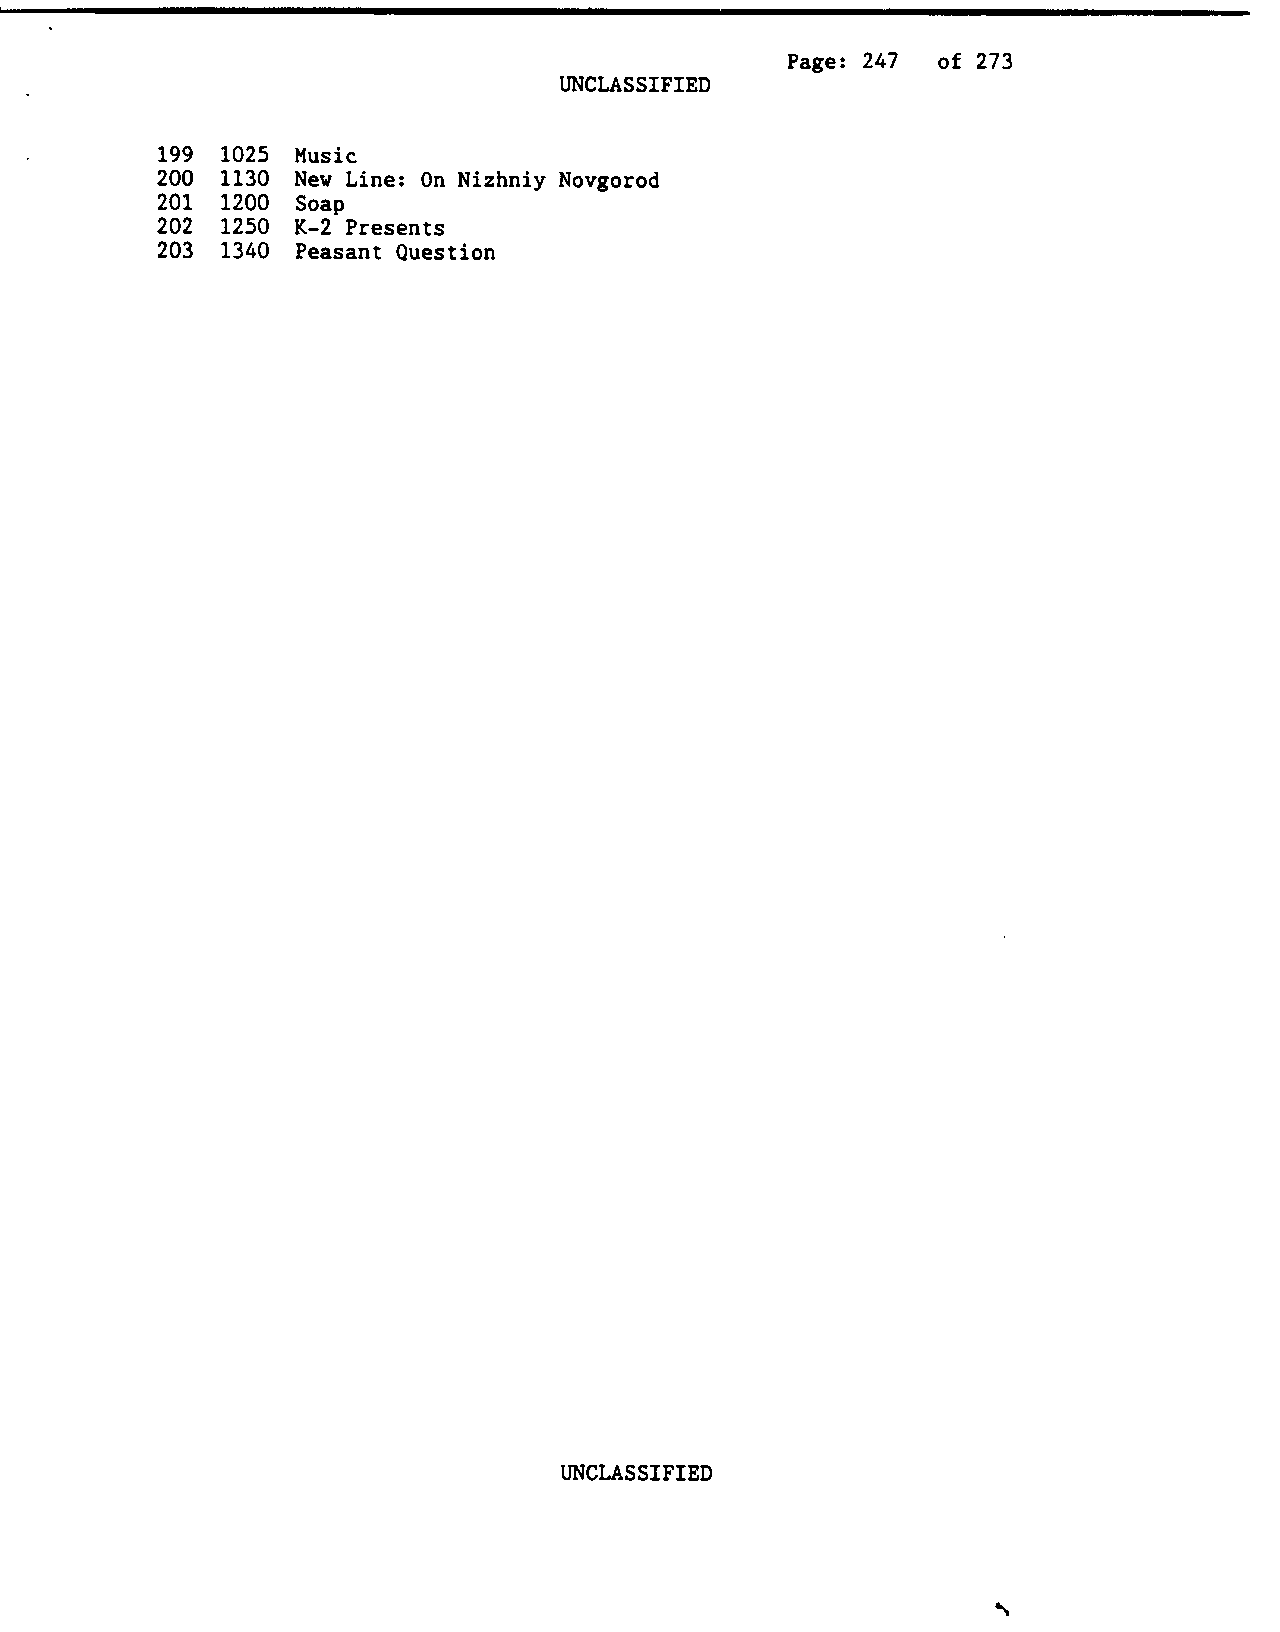 Page: 247 of 273
UNCLASSIFIED
199 1025 Music
200 1130 New Line: On Nizhniy Novgorod
201 1200 Soap
202 1250 K-2 Presents
203 1340 Peasant Question
UNCLASSIFIED